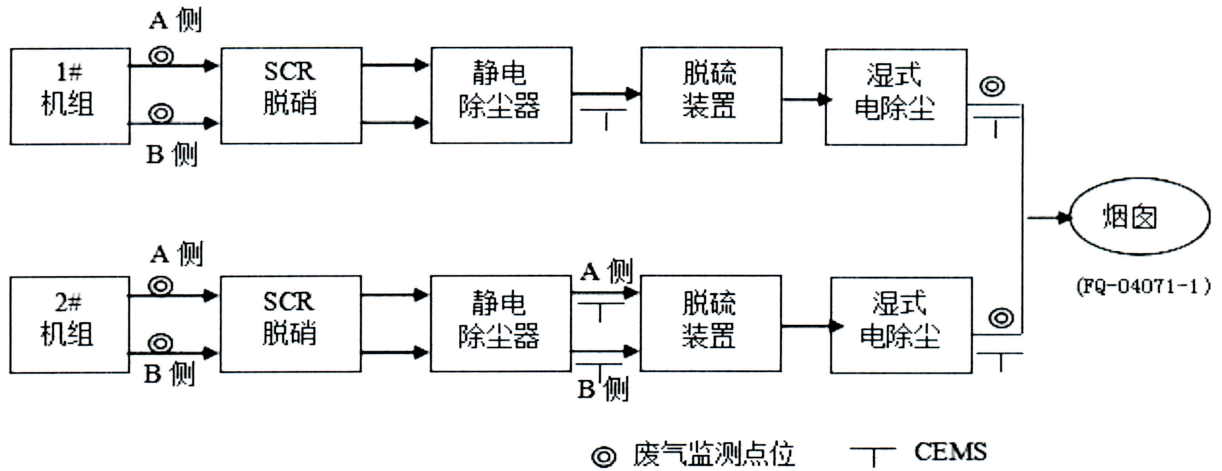 A 侧
1#
机组
B 侧
SCR
脱硝
静电
除尘器
脱硫
装置
湿式
电除尘
烟囱
(FQ-04071-1)
A 侧
2#
机组
B 侧
SCR
脱硝
静电
除尘器
A 侧
B 侧
脱硫
装置
湿式
电除尘
废气监测点位
CEMS